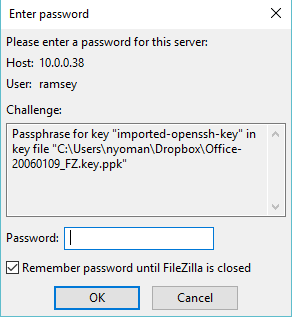 Enter password
Please enter a password for this server:
Host: 10.0.0.38
User: ramsey
Challenge:
Passphrase for key "imported-openssh-key" in
key file "C:\Users\nyoman\Dropbox\Office-
20060109_FZ.key.ppk"
Password:
Remember password until FileZilla is closed
OK
Cancel